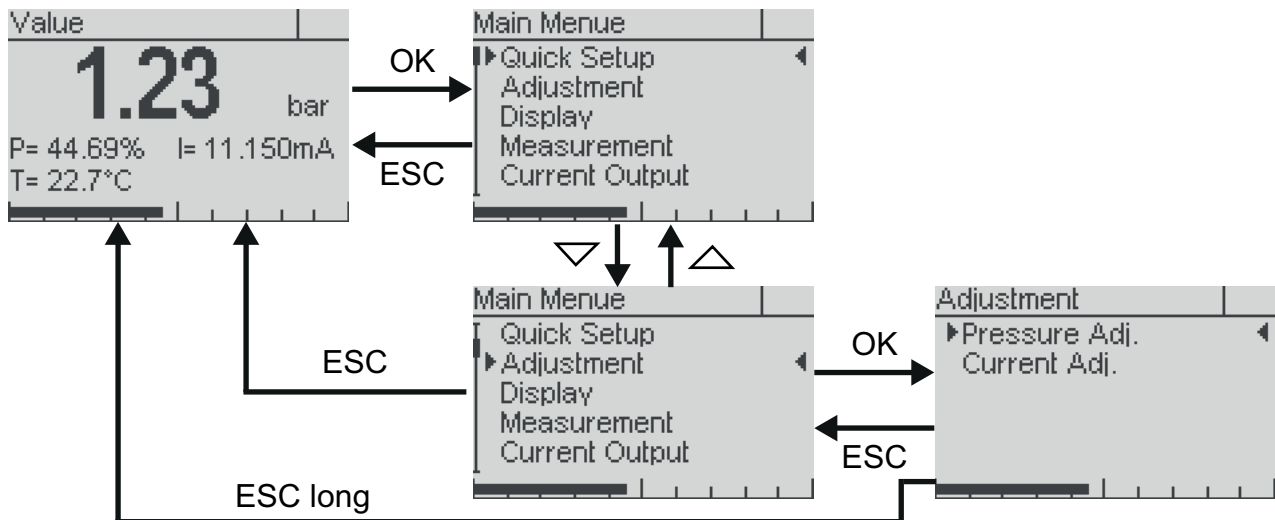 Value
1.23 bar
P= 44.69% I= 11.150mA
T= 22.7°C
OK
ESC
Main Menue
Quick Setup
Adjustment
Display
Measurement
Current Output
ESC
Main Menue
Quick Setup
Adjustment
Display
Measurement
Current Output
OK
ESC
Adjustment
Pressure Adj.
Current Adj.
ESC long